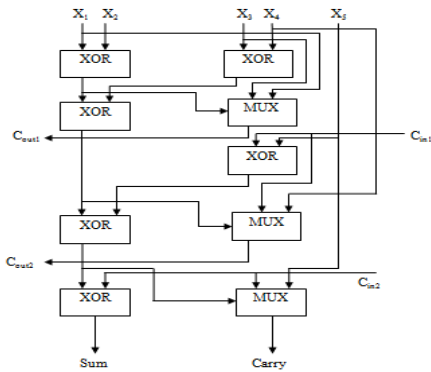 X1 X2 X3 X4 X5
XOR XOR
XOR MUX
Cout1 Cin1
XOR
XOR MUX
Cout2
Cin2
XOR MUX
Sum Carry